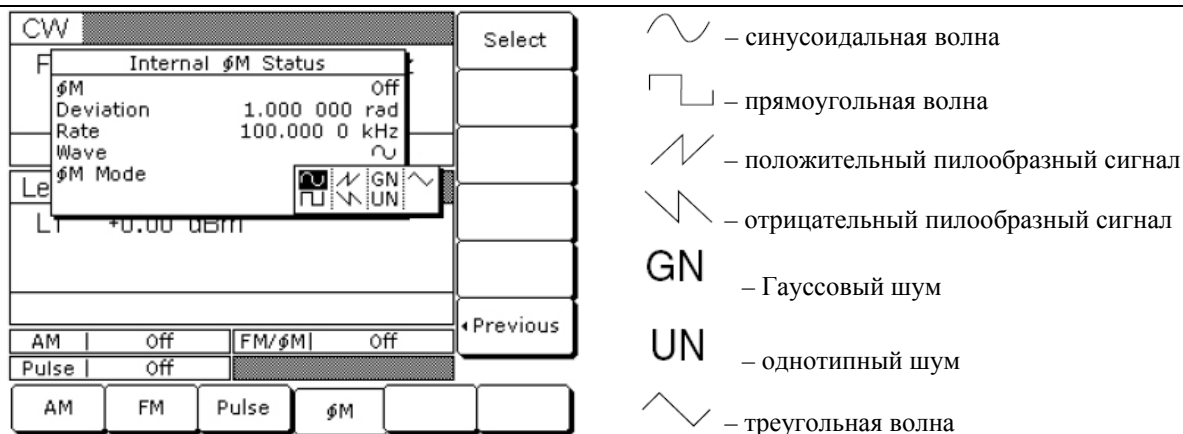 CW
Select
Internal ϕM Status
ϕM Off
Deviation 1.000 000 rad
Rate 100.000 0 kHz
Wave
ϕM Mode
GN
UN
L1 +0.00 dBm
◂Previous
AM | Off
FM/ϕM| Off
Pulse | Off
AM
FM
Pulse
ϕM
– синусоидальная волна
– прямоугольная волна
– положительный пилообразный сигнал
– отрицательный пилообразный сигнал
GN – Гауссовый шум
UN – однотипный шум
– треугольная волна